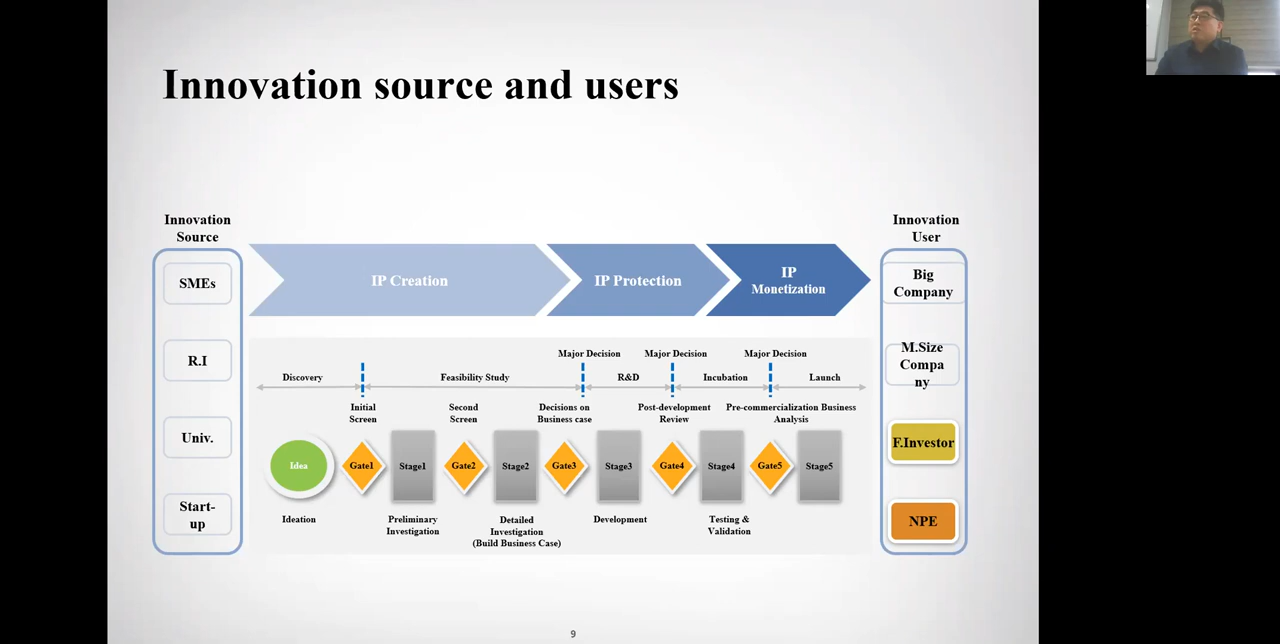 Innovation source and users
Innovation
Source
SMEs
R.I
Univ.
Start-
up
IP Creation
IP Protection
IP
Monetization
Innovation
User
Big
Company
M.Size
Compa
ny
F.Investor
NPE
Major Decision
Major Decision
Major Decision
Discovery
Feasibility Study
R&D
Incubation
Launch
Initial
Screen
Second
Screen
Decisions on
Business case
Post-development
Review
Pre-commercialization Business
Analysis
Idea
Gate1
Stage1
Gate2
Stage2
Gate3
Stage3
Gate4
Stage4
Gate5
Stage5
Ideation
Preliminary
Investigation
Detailed
Investigation
(Build Business Case)
Development
Testing &
Validation
9